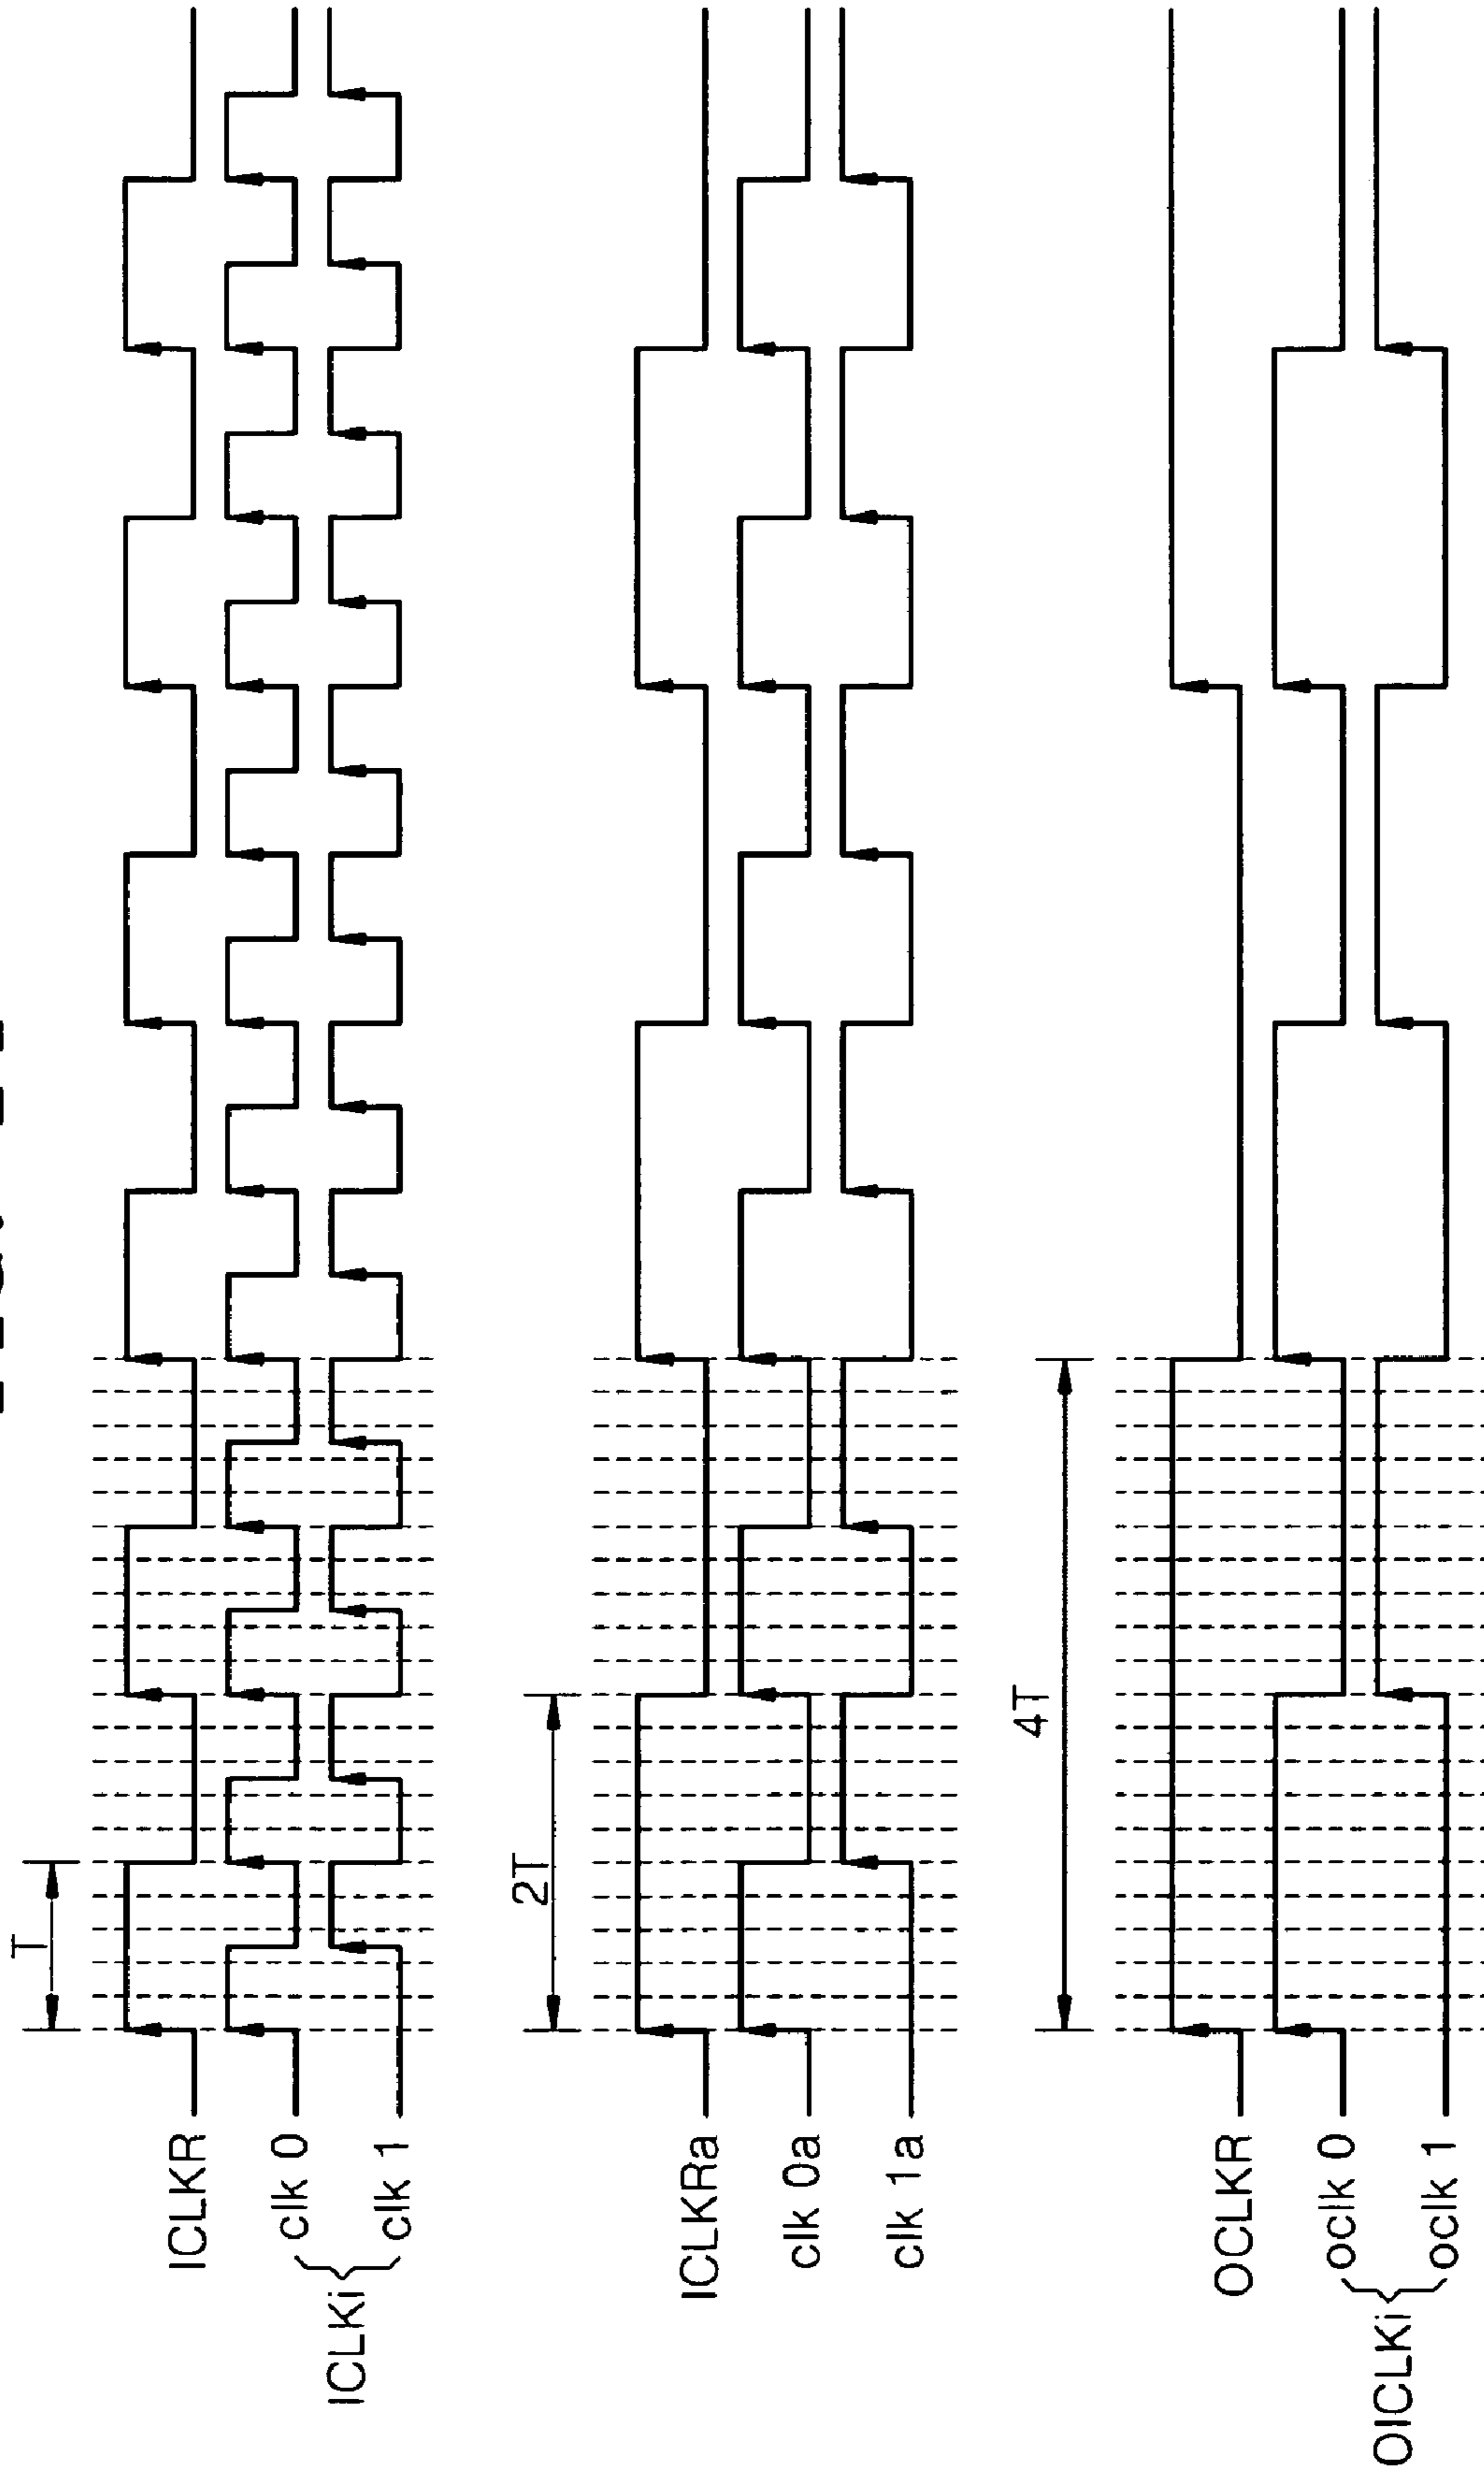 T
ICLKR
clk 0
clk 1
ICLKi
2T
ICLKRa
clk 0a
clk 1a
4T
OCLKR
oclk 0
oclk 1
OICLKi